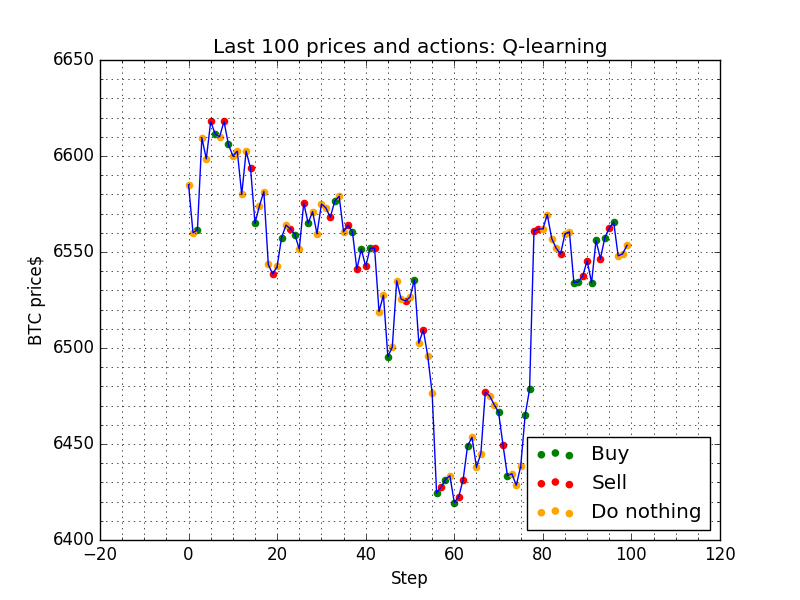 Last 100 prices and actions: Q-learning
6650
6600
6550
6500
6450
6400
BTC price$
Buy
Sell
Do nothing
−20 0 20 40 60 80 100 120
Step